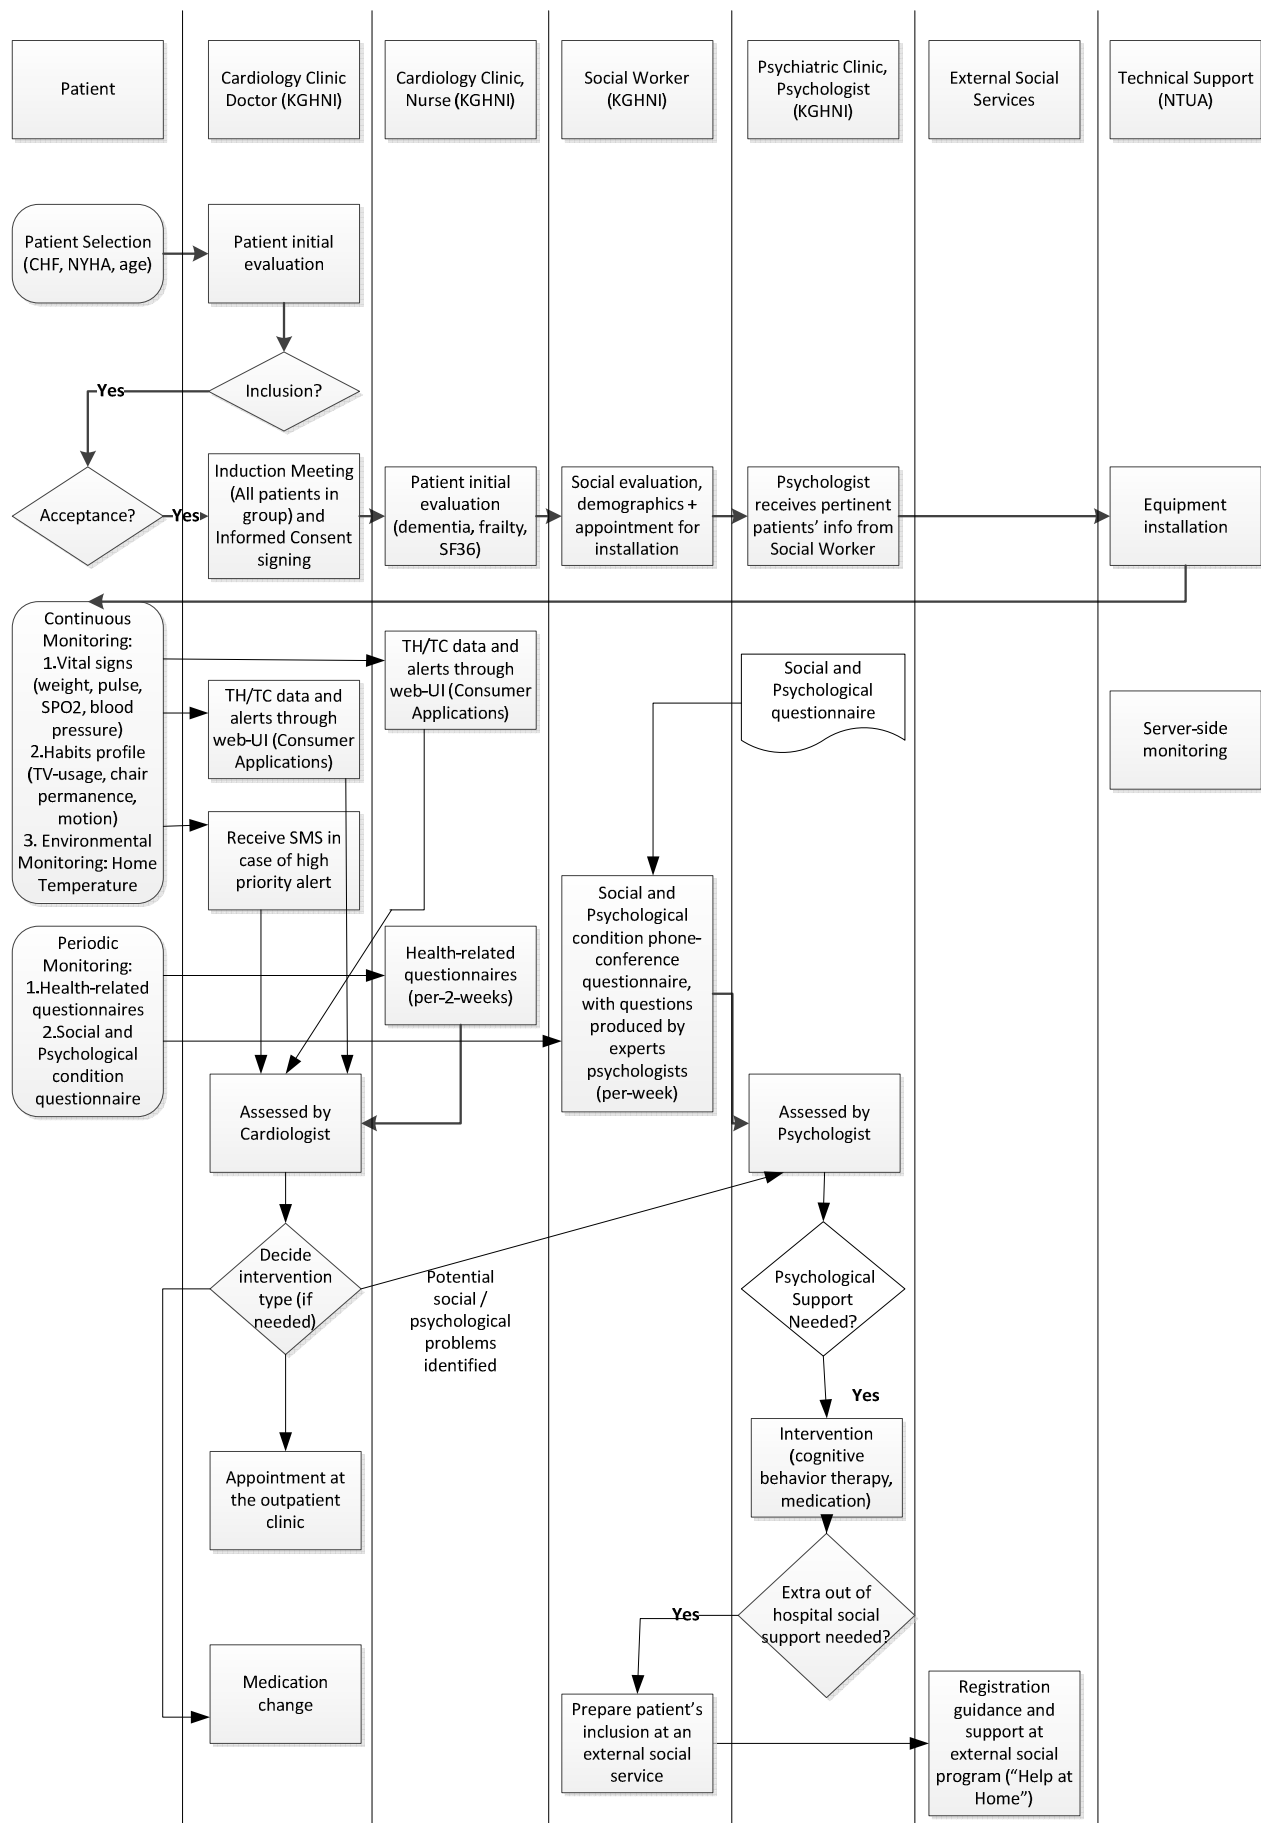 Patient
Cardiology Clinic
Doctor (KGHNI)
Cardiology Clinic,
Nurse (KGHNI)
Social Worker
(KGHNI)
Psychiatric Clinic,
Psychologist
(KGHNI)
External Social
Services
Technical Support
(NTUA)
Patient Selection
(CHF, NYHA, age)
Patient initial
evaluation
Inclusion?
Yes
Acceptance?
Yes
Induction Meeting
(All patients in
group) and
Informed Consent
signing
Patient initial
evaluation
(dementia, frailty,
SF36)
Social evaluation,
demographics +
appointment for
installation
Psychologist
receives pertinent
patients' info from
Social Worker
Equipment
installation
Continuous
Monitoring:
1.Vital signs
(weight, pulse,
SPO2, blood
pressure)
2.Habits profile
(TV-usage, chair
permanence,
motion)
3. Environmental
Monitoring: Home
Temperature
TH/TC data and
alerts through
web-UI (Consumer
Applications)
TH/TC data and
alerts through
web-UI (Consumer
Applications)
Social and
Psychological
questionnaire
Server-side
monitoring
Receive SMS in
case of high
priority alert
Social and
Psychological
condition phone-
conference
questionnaire,
with questions
produced by
experts
psychologists
(per-week)
Periodic
Monitoring:
1.Health-related
questionnaires
2.Social and
Psychological
condition
questionnaire
Health-related
questionnaires
(per-2-weeks)
Assessed by
Cardiologist
Assessed by
Psychologist
Decide
intervention
type (if
needed)
Potential
social /
psychological
problems
identified
Psychological
Support
Needed?
Yes
Intervention
(cognitive
behavior therapy,
medication)
Appointment at
the outpatient
clinic
Extra out of
hospital social
support needed?
Yes
Medication
change
Prepare patient's
inclusion at an
external social
service
Registration
guidance and
support at
external social
program ("Help at
Home")